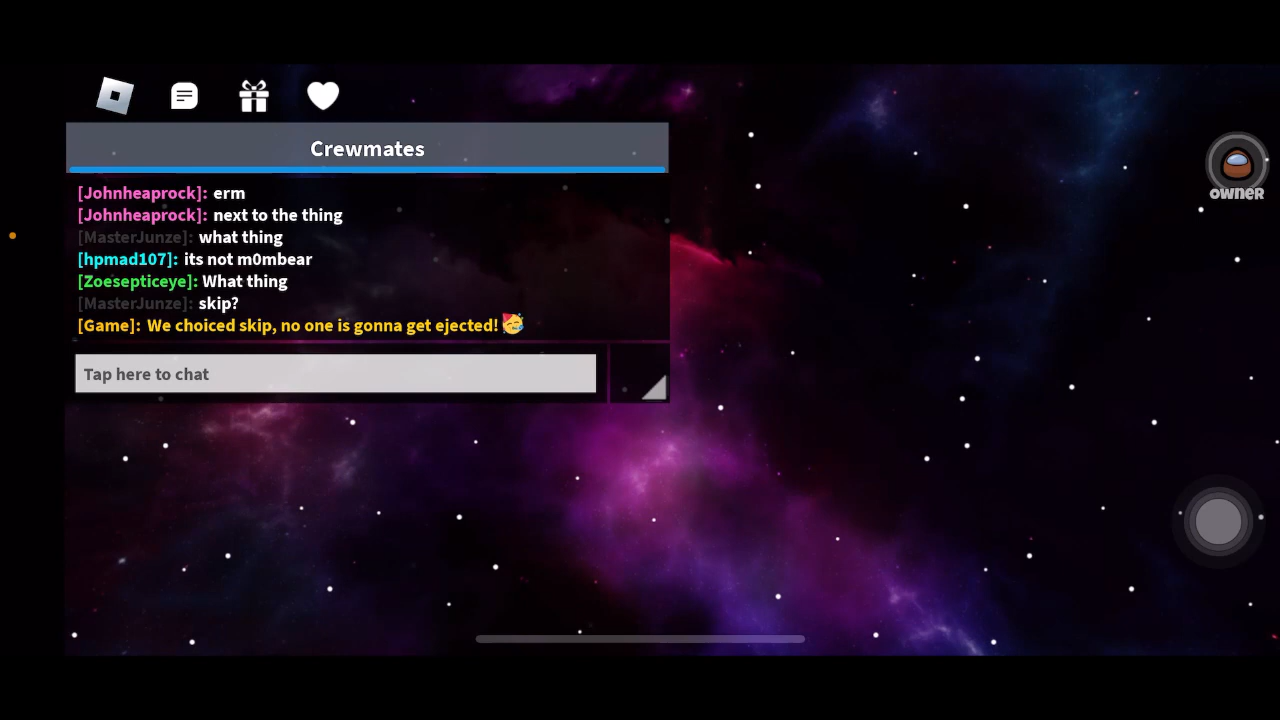 Crewmates
[Johnheaprock]: erm
[Johnheaprock]: next to the thing
[MasterJunze]: what thing
[hpmad107]: its not m0mbear
[Zoesepticeye]: What thing
[MasterJunze]: skip?
[Game]: We choiced skip, no one is gonna get ejected! 🥳
Tap here to chat
OWNER